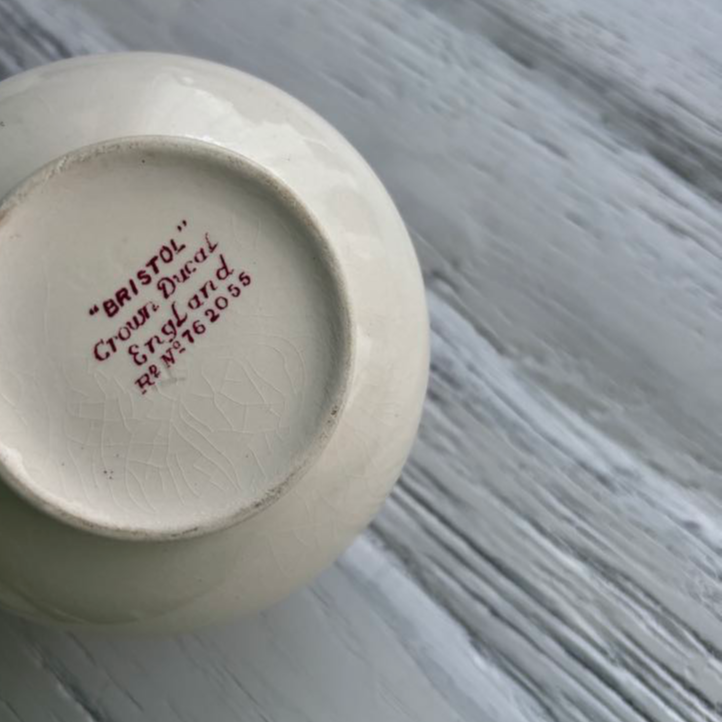 "BRISTOL"
Crown Ducal
England
Rᵈ Nº 762055